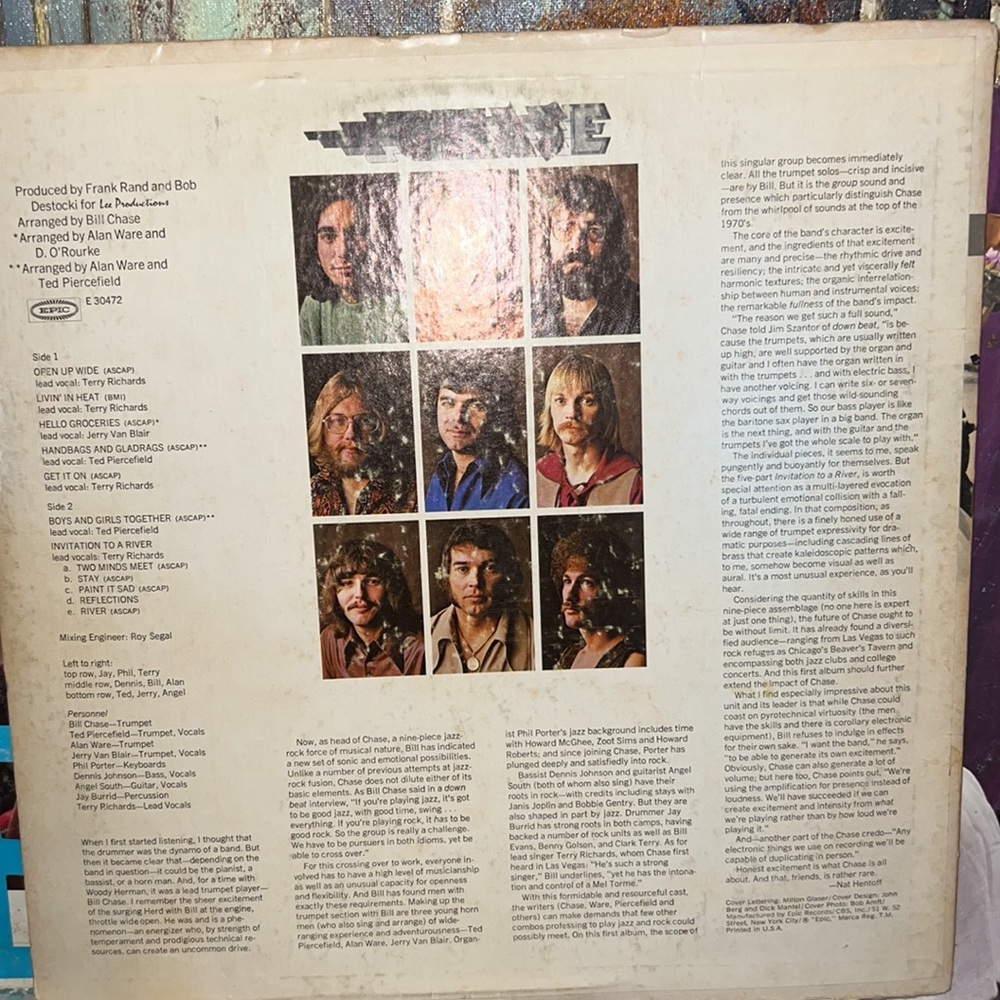 CHASE
Produced by Frank Rand and Bob
Destocki for Lee Productions
Arranged by Bill Chase
*Arranged by Alan Ware and
D. O'Rourke
**Arranged by Alan Ware and
Ted Piercefield
EPIC E 30472
Side 1
OPEN UP WIDE (ASCAP)
lead vocal: Terry Richards
LIVIN' IN HEAT (BMI)
lead vocal: Terry Richards
HELLO GROCERIES (ASCAP)*
lead vocal: Jerry Van Blair
HANDBAGS AND GLADRAGS (ASCAP)**
lead vocal: Ted Piercefield
GET IT ON (ASCAP)
lead vocal: Terry Richards
Side 2
BOYS AND GIRLS TOGETHER (ASCAP)**
lead vocal: Ted Piercefield
INVITATION TO A RIVER
lead vocals: Terry Richards
a. TWO MINDS MEET (ASCAP)
b. STAY (ASCAP)
c. PAINT IT SAD (ASCAP)
d. REFLECTIONS
e. RIVER (ASCAP)
Mixing Engineer: Roy Segal
Left to right:
top row, Jay, Phil, Terry
middle row, Dennis, Bill, Alan
bottom row, Ted, Jerry, Angel
Personnel
Bill Chase—Trumpet
Ted Piercefield—Trumpet, Vocals
Alan Ware—Trumpet
Jerry Van Blair—Trumpet, Vocals
Phil Porter—Keyboards
Dennis Johnson—Bass, Vocals
Angel South—Guitar, Vocals
Jay Burrid—Percussion
Terry Richards—Lead Vocals
When I first started listening, I thought that
the drummer was the dynamo of a band. But
then it became clear that—depending on the
band in question—it could be the pianist, a
bassist, or a horn man. And, for a time with
Woody Herman, it was a lead trumpet player—
Bill Chase. I remember the sheer excitement
of the surging Herd with Bill at the engine,
throttle wide open. He was and is a phe-
nomenon—an energizer who, by strength of
temperament and prodigious technical re-
sources, can create an uncommon drive.
Now, as head of Chase, a nine-piece jazz-
rock force of musical nature, Bill has indicated
a new set of sonic and emotional possibilities.
Unlike a number of previous attempts at jazz-
rock fusion, Chase does not dilute either of its
basic elements. As Bill Chase said in a down
beat interview, "If you're playing jazz, it's got
to be good jazz, with good time, swing . . .
everything. If you're playing rock, it has to be
good rock. So the group is really a challenge.
We have to be pursuers in both idioms, yet be
able to cross over."
For this crossing over to work, everyone in-
volved has to have a high level of musicianship
as well as an unusual capacity for openness
and flexibility. And Bill has found men with
exactly these requirements. Making up the
trumpet section with Bill are three young horn
men (who also sing and arrange) of wide-
ranging experience and adventurousness—Ted
Piercefield, Alan Ware, Jerry Van Blair. Organ-
ist Phil Porter's jazz background includes time
with Howard McGhee, Zoot Sims and Howard
Roberts; and since joining Chase, Porter has
plunged deeply and satisfiedly into rock.
Bassist Dennis Johnson and guitarist Angel
South (both of whom also sing) have their
roots in rock—with credits including stays with
Janis Joplin and Bobbie Gentry. But they are
also shaped in part by jazz. Drummer Jay
Burrid has strong roots in both camps, having
backed a number of rock units as well as Bill
Evans, Benny Golson, and Clark Terry. As for
lead singer Terry Richards, whom Chase first
heard in Las Vegas: "He's such a strong
singer," Bill underlines, "yet he has the intona-
tion and control of a Mel Torme."
With this formidable and resourceful cast,
the writers (Chase, Ware, Piercefield and
others) can make demands that few other
combos professing to play jazz and rock could
possibly meet. On this first album, the scope of
this singular group becomes immediately
clear. All the trumpet solos—crisp and incisive
—are by Bill. But it is the group sound and
presence which particularly distinguish Chase
from the whirlpool of sounds at the top of the
1970's.
The core of the band's character is excite-
ment, and the ingredients of that excitement
are many and precise—the rhythmic drive and
resiliency; the intricate and yet viscerally felt
harmonic textures; the organic interrelation-
ship between human and instrumental voices;
the remarkable fullness of the band's impact.
"The reason we get such a full sound,"
Chase told Jim Szantor of down beat, "is be-
cause the trumpets, which are usually written
up high, are well supported by the organ and
guitar and I often have the organ written in
with the trumpets . . . and with electric bass, I
have another voicing. I can write six- or seven-
way voicings and get those wild-sounding
chords out of them. So our bass player is like
the baritone sax player in a big band. The organ
is the next thing, and with the guitar and the
trumpets I've got the whole scale to play with."
The individual pieces, it seems to me, speak
pungently and buoyantly for themselves. But
the five-part Invitation to a River, is worth
special attention as a multi-layered evocation
of a turbulent emotional collision with a fall-
ing, fatal ending. In that composition, as
throughout, there is a finely honed use of a
wide range of trumpet expressivity for dra-
matic purposes—including cascading lines of
brass that create kaleidoscopic patterns which,
to me, somehow become visual as well as
aural. It's a most unusual experience, as you'll
hear.
Considering the quantity of skills in this
nine-piece assemblage (no one here is expert
at just one thing), the future of Chase ought to
be without limit. It has already found a diversi-
fied audience—ranging from Las Vegas to such
rock refuges as Chicago's Beaver's Tavern and
encompassing both jazz clubs and college
concerts. And this first album should further
extend the impact of Chase.
What I find especially impressive about this
unit and its leader is that while Chase could
coast on pyrotechnical virtuosity (the men
have the skills and there is corollary electronic
equipment), Bill refuses to indulge in effects
for their own sake. "I want the band," he says,
"to be able to generate its own excitement."
Obviously, Chase can also generate a lot of
volume; but here too, Chase points out, "We're
using the amplification for presence instead of
loudness. We'll have succeeded if we can
create excitement and intensity from what
we're playing rather than by how loud we're
playing it."
And—another part of the Chase credo—"Any
electronic things we use on recording we'll be
capable of duplicating in person."
Honest excitement is what Chase is all
about. And that, friends, is rather rare.
—Nat Hentoff
Cover Lettering: Milton Glaser/Cover Design: John
Berg and Dick Mantel/Cover Photo: Bob Amft/
Manufactured by Epic Records/CBS, Inc./51 W. 52
Street, New York City/® "Epic," Marca Reg. T.M.
Printed in U.S.A.